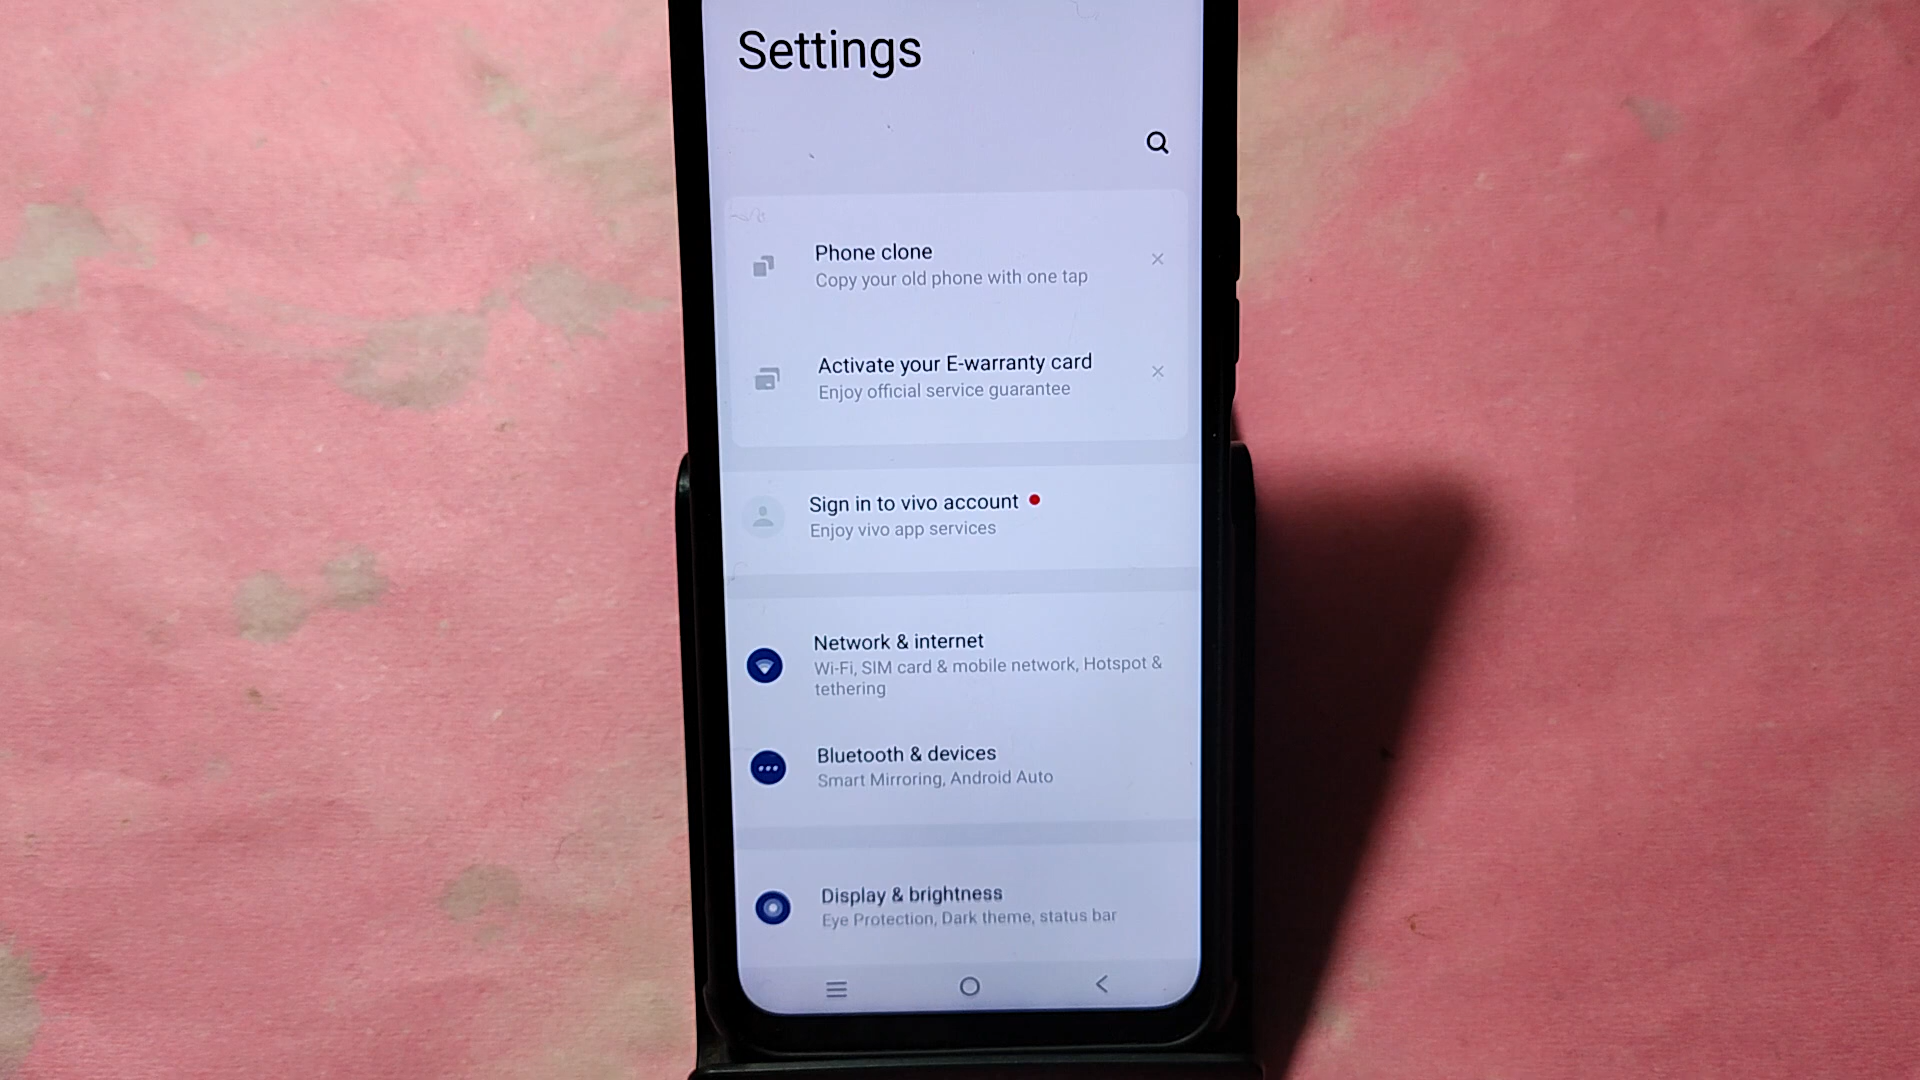 Settings
Phone clone
Copy your old phone with one tap
Activate your E-warranty card
Enjoy official service guarantee
Sign in to vivo account
Enjoy vivo app services
Network & internet
Wi-Fi, SIM card & mobile network, Hotspot &
tethering
Bluetooth & devices
Smart Mirroring, Android Auto
Display & brightness
Eye Protection, Dark theme, status bar